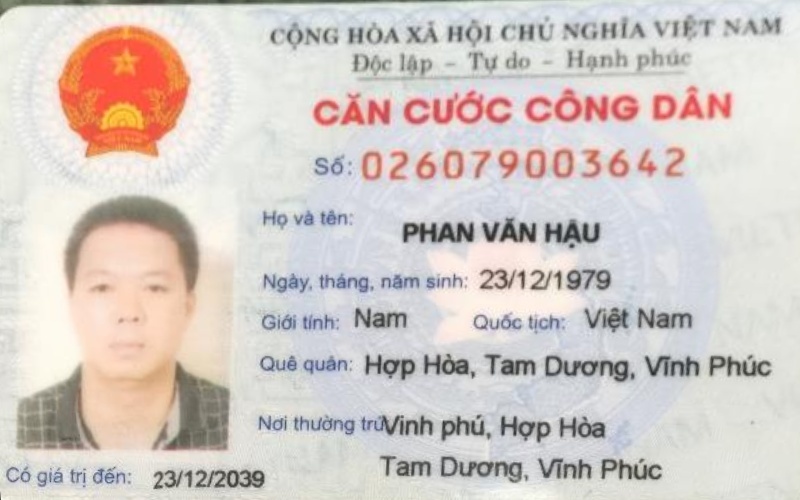 CỘNG HÒA XÃ HỘI CHỦ NGHĨA VIỆT NAM
Độc lập - Tự do - Hạnh phúc
CĂN CƯỚC CÔNG DÂN
Số: 026079003642
Họ và tên: PHAN VĂN HẬU
Ngày, tháng, năm sinh: 23/12/1979
Giới tính: Nam Quốc tịch: Việt Nam
Quê quán: Hợp Hòa, Tam Dương, Vĩnh Phúc
Nơi thường trú: Vinh phú, Hợp Hòa
Tam Dương, Vĩnh Phúc
Có giá trị đến: 23/12/2039